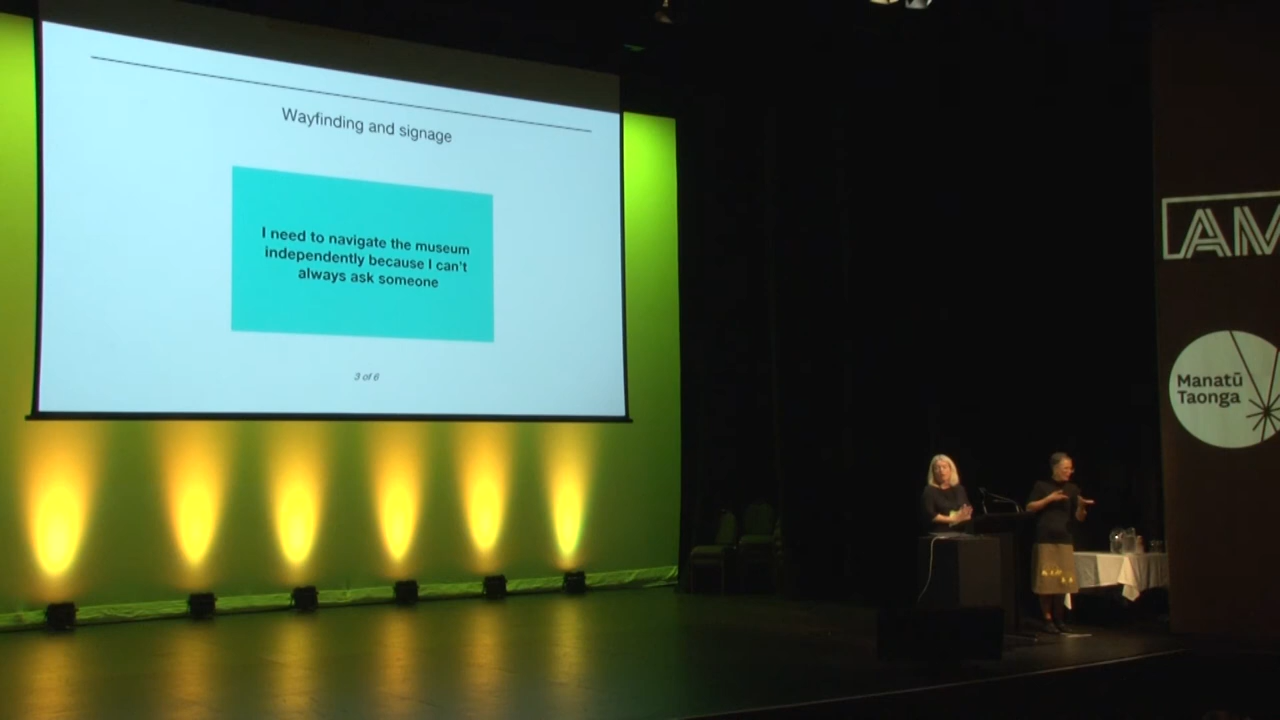 Wayfinding and signage
I need to navigate the museum
independently because I can't
always ask someone
3 of 6
AM
Manatū
Taonga